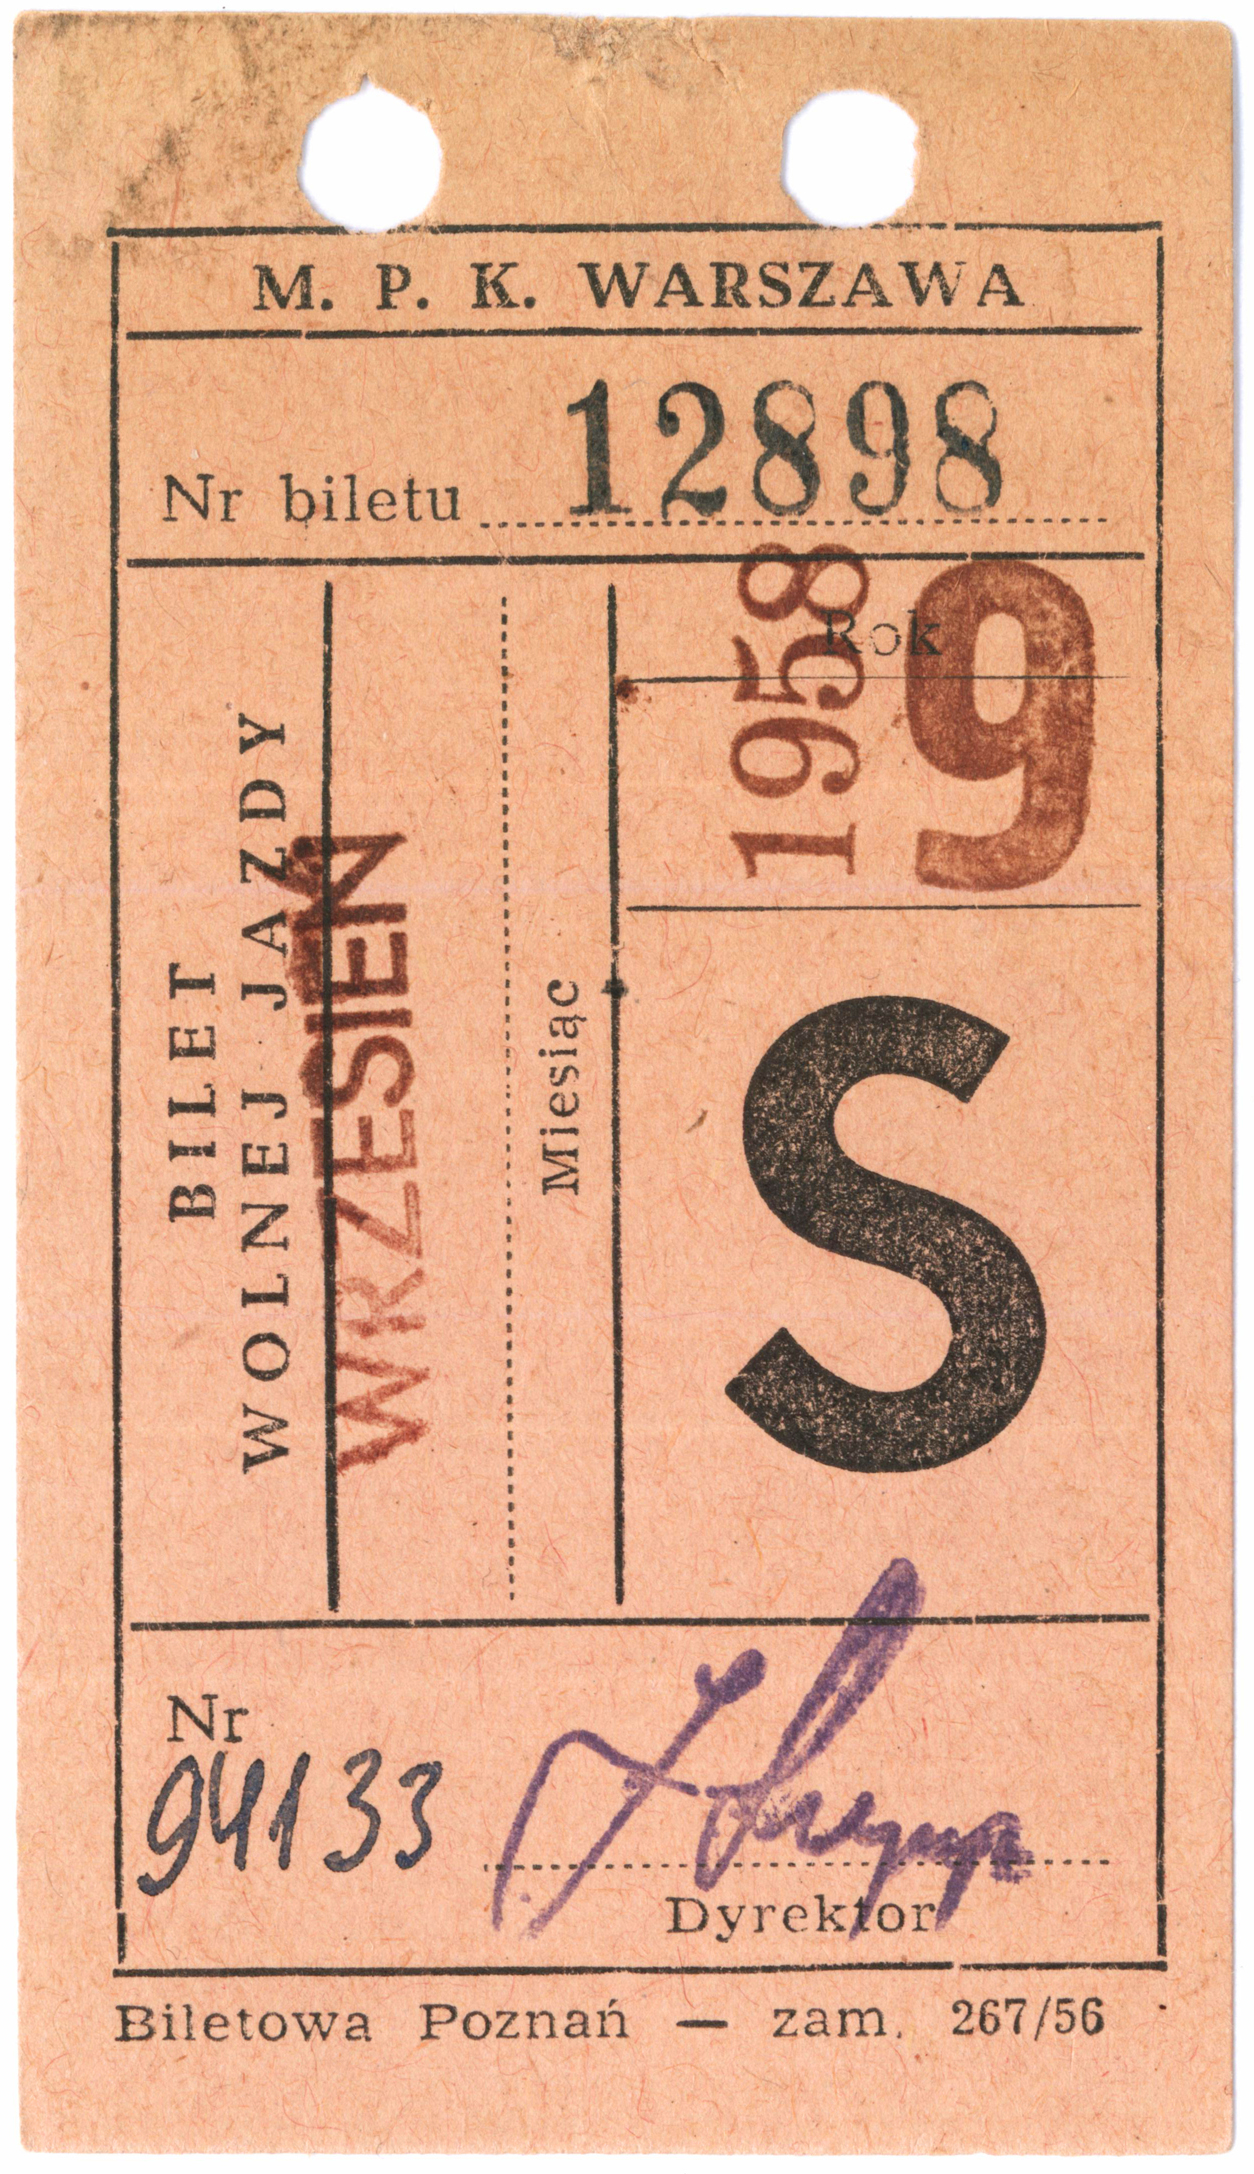 M. P. K. WARSZAWA
Nr biletu 12898
BILET
WOLNEJ JAZDY
WRZESIEŃ
Miesiąc
Rok
1958
9
S
Nr
94133
Dyrektor
Biletowa Poznań — zam. 267/56